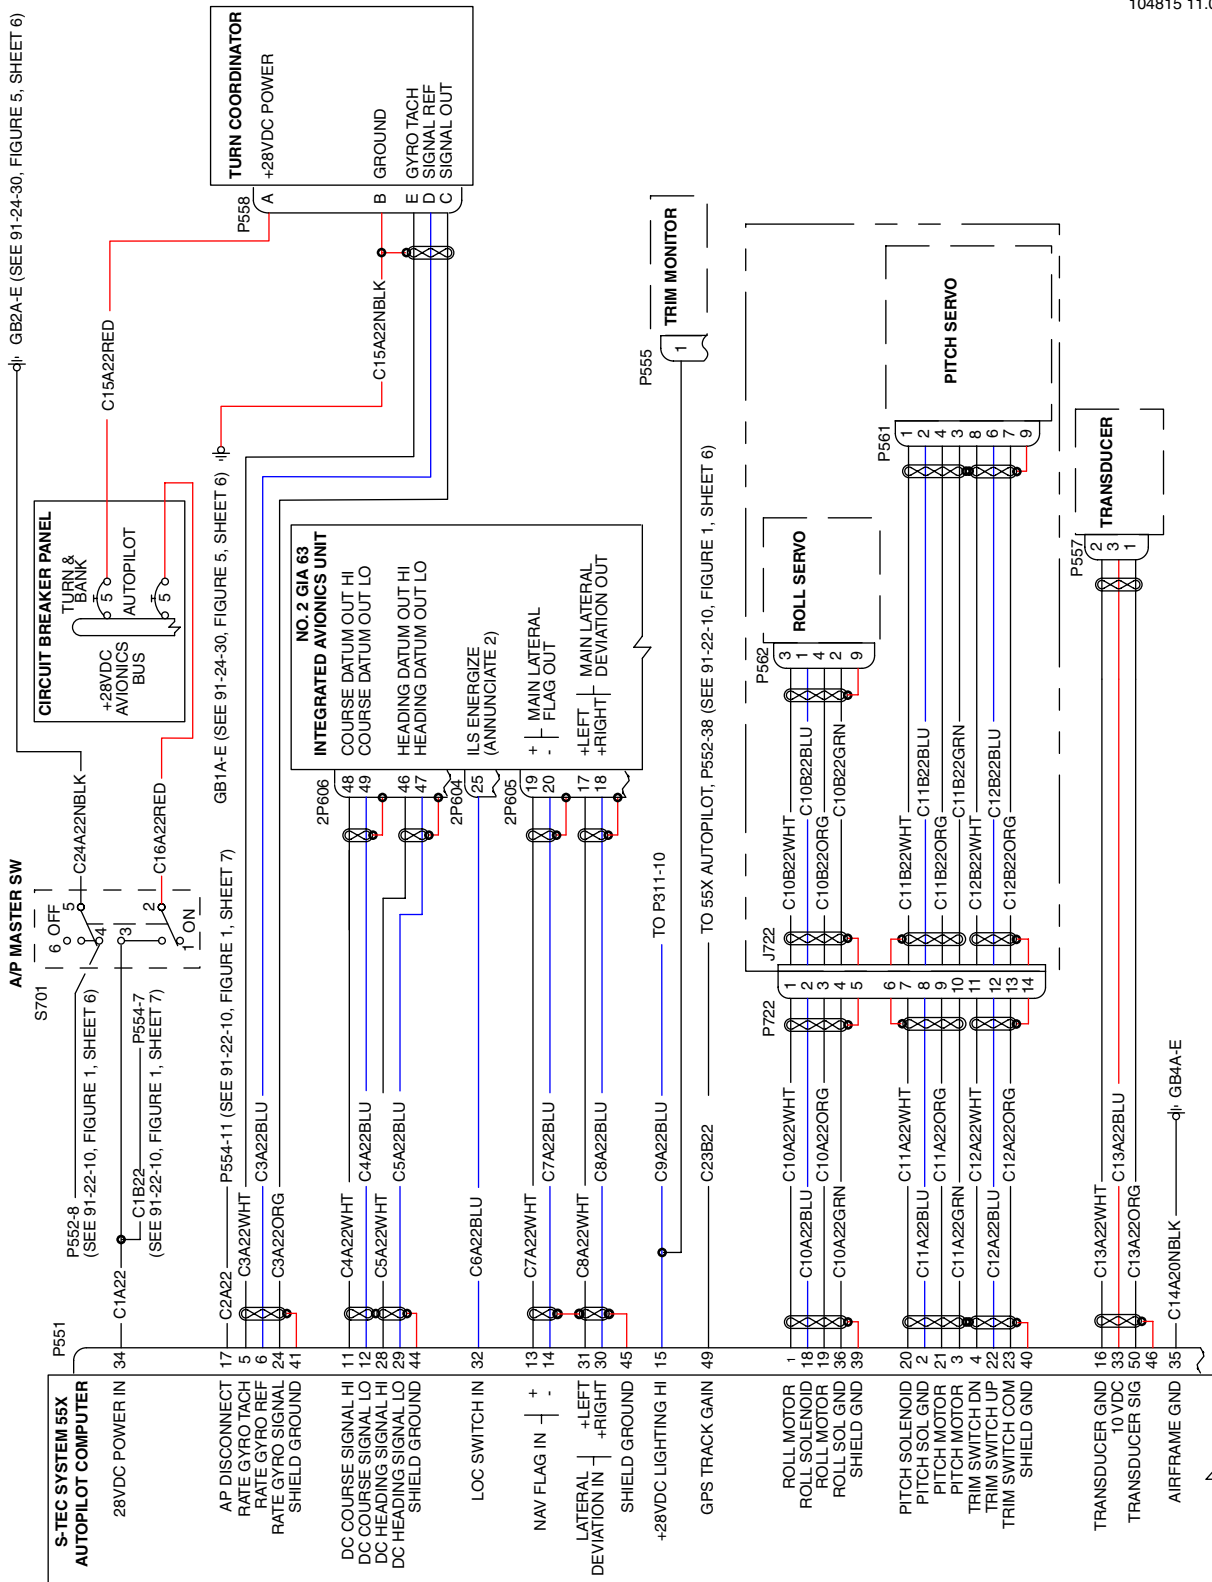 104815 11.0
GB2A-E (SEE 91-24-30, FIGURE 5, SHEET 6)
A/P MASTER SW
S701
6 OFF
5
4
3
2
1 ON
C24A22NBLK
C16A22RED
P552-8
(SEE 91-22-10, FIGURE 1, SHEET 6)
C1A22
C1B22
P554-7
(SEE 91-22-10, FIGURE 1, SHEET 7)
CIRCUIT BREAKER PANEL
TURN &
BANK
5
AUTOPILOT
5
+28VDC
AVIONICS
BUS
C15A22RED
TURN COORDINATOR
P558
A +28VDC POWER
B GROUND
E GYRO TACH
D SIGNAL REF
C SIGNAL OUT
C15A22NBLK
GB1A-E (SEE 91-24-30, FIGURE 5, SHEET 6)
P554-11 (SEE 91-22-10, FIGURE 1, SHEET 7)
C2A22
C3A22WHT
C3A22BLU
C3A22ORG
NO. 2 GIA 63
INTEGRATED AVIONICS UNIT
2P606
48 COURSE DATUM OUT HI
49 COURSE DATUM OUT LO
46 HEADING DATUM OUT HI
47 HEADING DATUM OUT LO
2P604
25 ILS ENERGIZE
(ANNUNCIATE 2)
2P605
19 + MAIN LATERAL
20 - FLAG OUT
17 +LEFT MAIN LATERAL
18 +RIGHT DEVIATION OUT
C4A22WHT
C4A22BLU
C5A22WHT
C5A22BLU
C6A22BLU
C7A22WHT
C7A22BLU
C8A22WHT
C8A22BLU
C9A22BLU
TO P311-10
C23B22
TO 55X AUTOPILOT, P552-38 (SEE 91-22-10, FIGURE 1, SHEET 6)
P555
1
TRIM MONITOR
P562
ROLL SERVO
3
1
4
2
9
C10B22WHT
C10B22BLU
C10B22ORG
C10B22GRN
P561
PITCH SERVO
1
2
4
3
8
6
7
9
C11B22WHT
C11B22BLU
C11B22ORG
C11B22GRN
C12B22WHT
C12B22BLU
C12B22ORG
J722
P722
1
2
3
4
5
6
7
8
9
10
11
12
13
14
C10A22WHT
C10A22BLU
C10A22ORG
C10A22GRN
C11A22WHT
C11A22BLU
C11A22ORG
C11A22GRN
C12A22WHT
C12A22BLU
C12A22ORG
P557
TRANSDUCER
2
3
1
C13A22WHT
C13A22BLU
C13A22ORG
C14A20NBLK
GB4A-E
P551
S-TEC SYSTEM 55X
AUTOPILOT COMPUTER
28VDC POWER IN 34
AP DISCONNECT 17
RATE GYRO TACH 5
RATE GYRO REF 6
RATE GYRO SIGNAL 24
SHIELD GROUND 41
DC COURSE SIGNAL HI 11
DC COURSE SIGNAL LO 12
DC HEADING SIGNAL HI 28
DC HEADING SIGNAL LO 29
SHIELD GROUND 44
LOC SWITCH IN 32
NAV FLAG IN + 13
- 14
LATERAL +LEFT 31
DEVIATION IN +RIGHT 30
SHIELD GROUND 45
+28VDC LIGHTING HI 15
GPS TRACK GAIN 49
ROLL MOTOR 1
ROLL SOLENOID 18
ROLL MOTOR 19
ROLL SOL GND 36
SHIELD GND 39
PITCH SOLENOID 20
PITCH SOL GND 2
PITCH MOTOR 21
PITCH MOTOR 3
TRIM SWITCH DN 4
TRIM SWITCH UP 22
TRIM SWITCH COM 23
SHIELD GND 40
TRANSDUCER GND 16
10 VDC 33
TRANSDUCER SIG 50
46
AIRFRAME GND 35